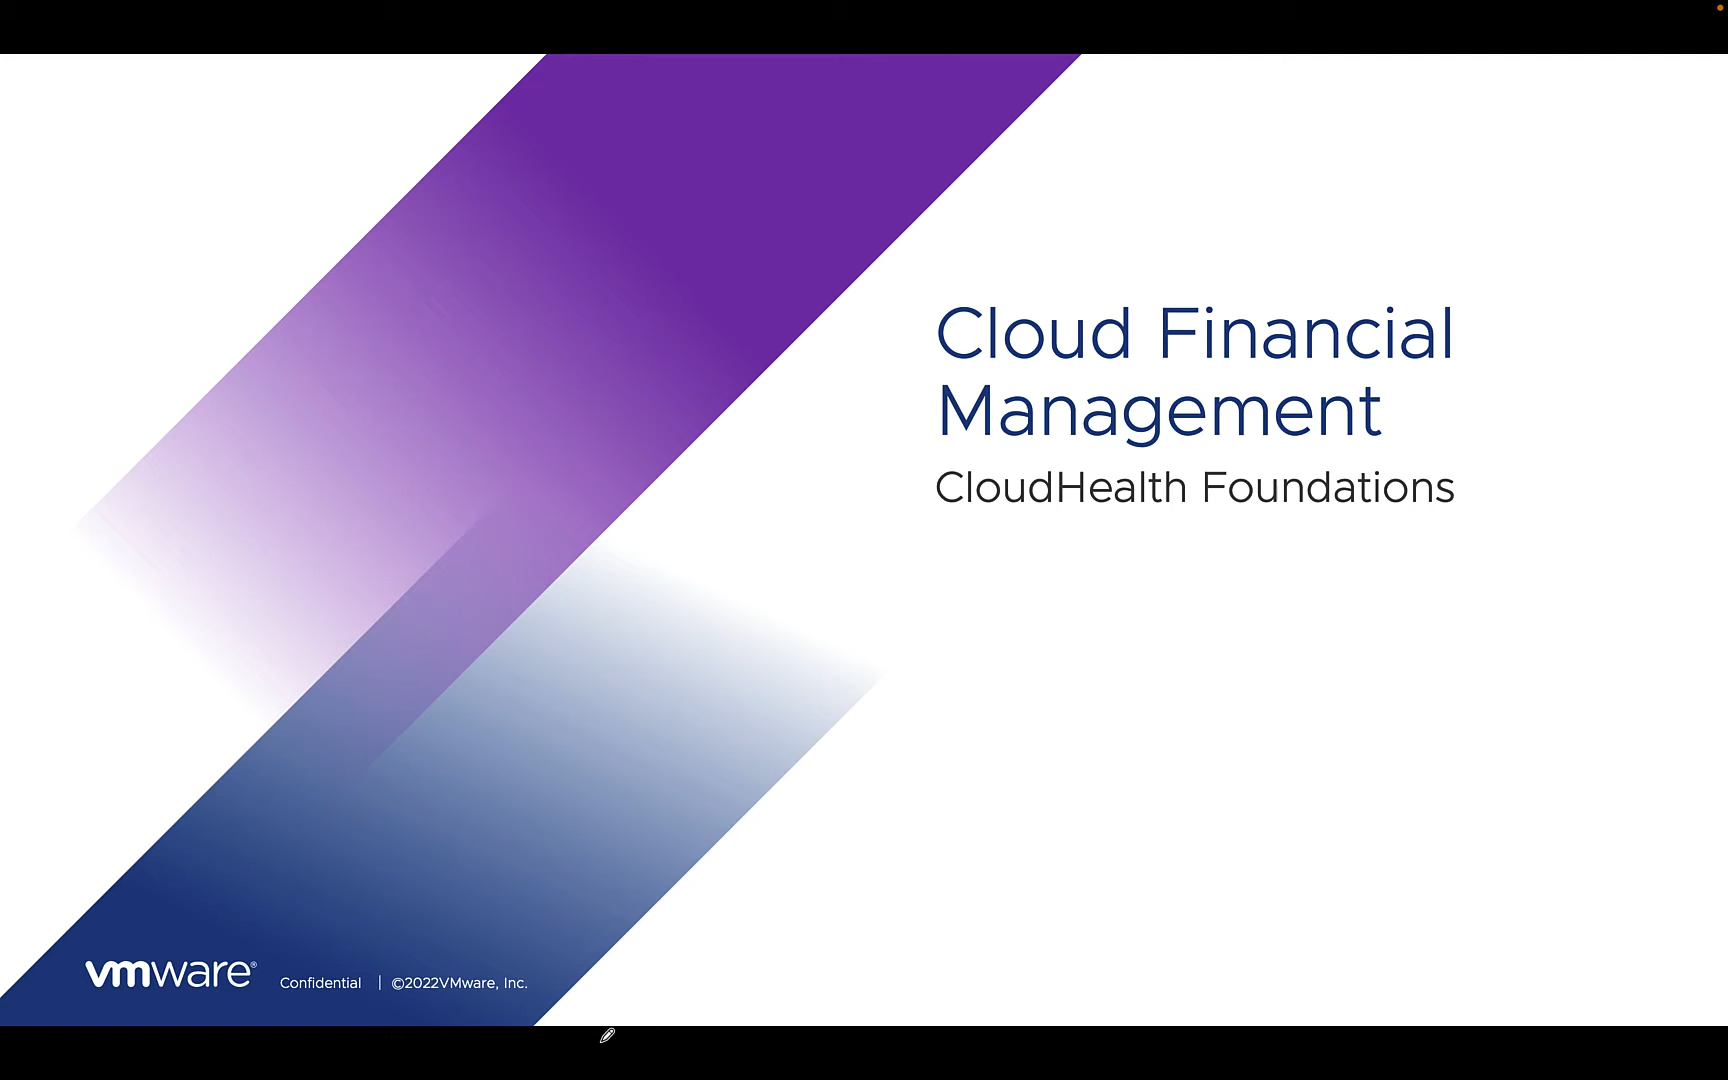 Cloud Financial
Management
CloudHealth Foundations
vmware® Confidential | ©2022VMware, Inc.